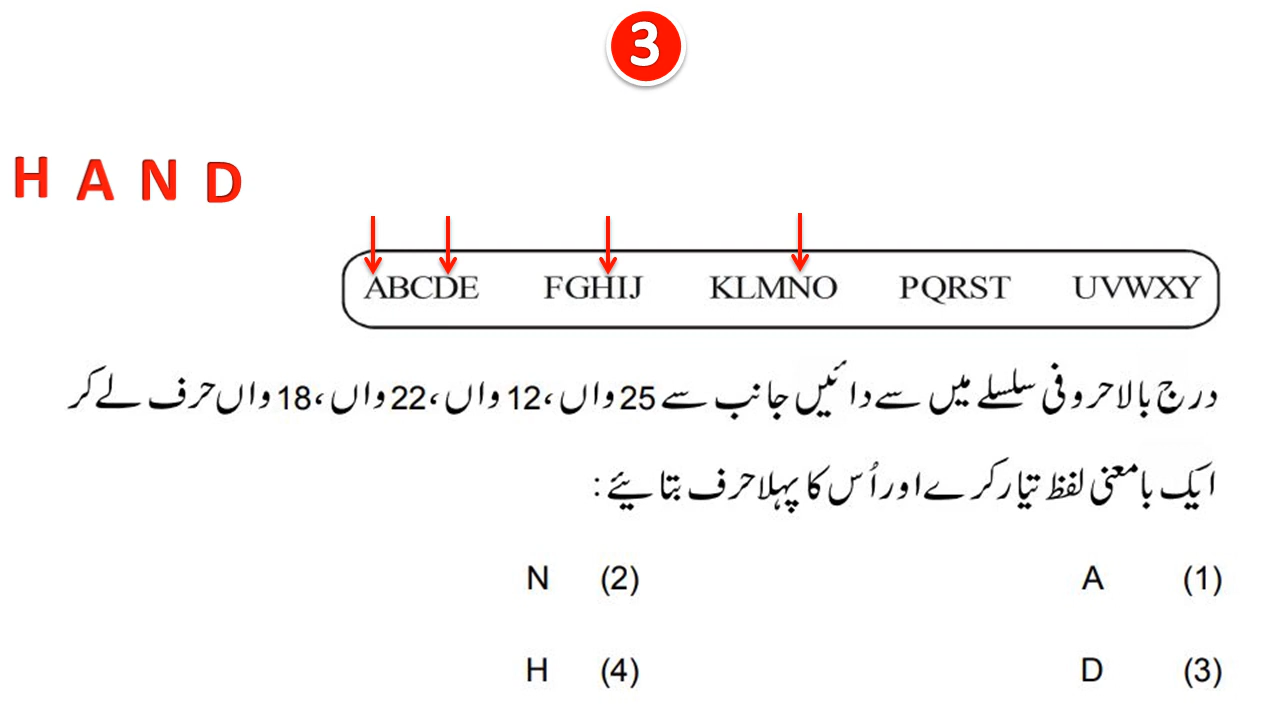 3
H A N D
ABCDE FGHIJ KLMNO PQRST UVWXY
درج بالا حروفی سلسلے میں سے دائیں جانب سے 25 واں، 12 واں، 22 واں، 18 واں حرف لے کر
ایک بامعنی لفظ تیار کرے اور اُس کا پہلا حرف بتائیے :
(1) A (2) N
(3) D (4) H